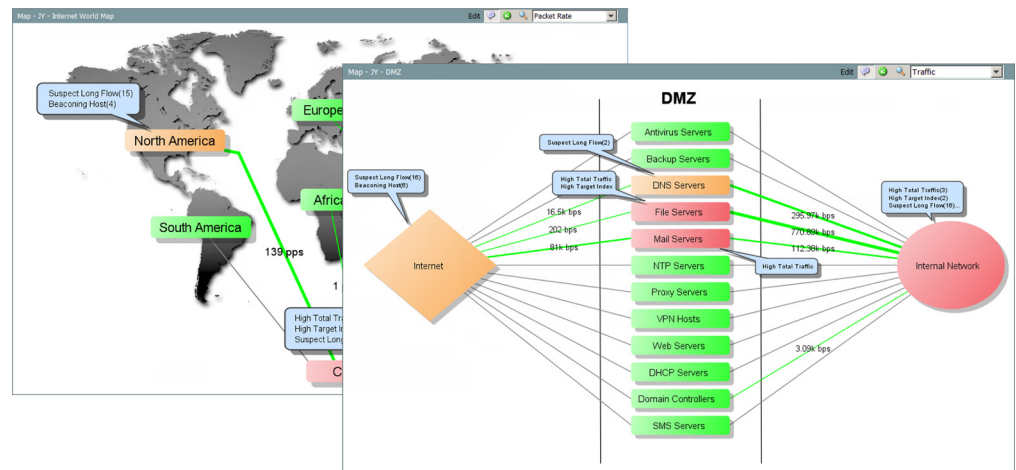 Map - JY - Internet World Map
Edit
Packet Rate
Suspect Long Flow(15)
Beaconing Host(4)
North America
Europe
Africa
South America
139 pps
1
High Total
High Target
Suspect Long
C
Map - JY - DMZ
Edit
Traffic
DMZ
Antivirus Servers
Backup Servers
DNS Servers
File Servers
Mail Servers
NTP Servers
Proxy Servers
VPN Hosts
Web Servers
DHCP Servers
Domain Controllers
SMS Servers
Suspect Long Flow(2)
High Total Traffic
High Target Index
High Total Traffic
Suspect Long Flow(16)
Beaconing Host(6)
Internet
16.5k bps
202 bps
81k bps
High Total Traffic(3)
High Target Index(2)
Suspect Long Flow(16)...
Internal Network
295.97k bps
770.89k bps
112.38k bps
3.09k bps